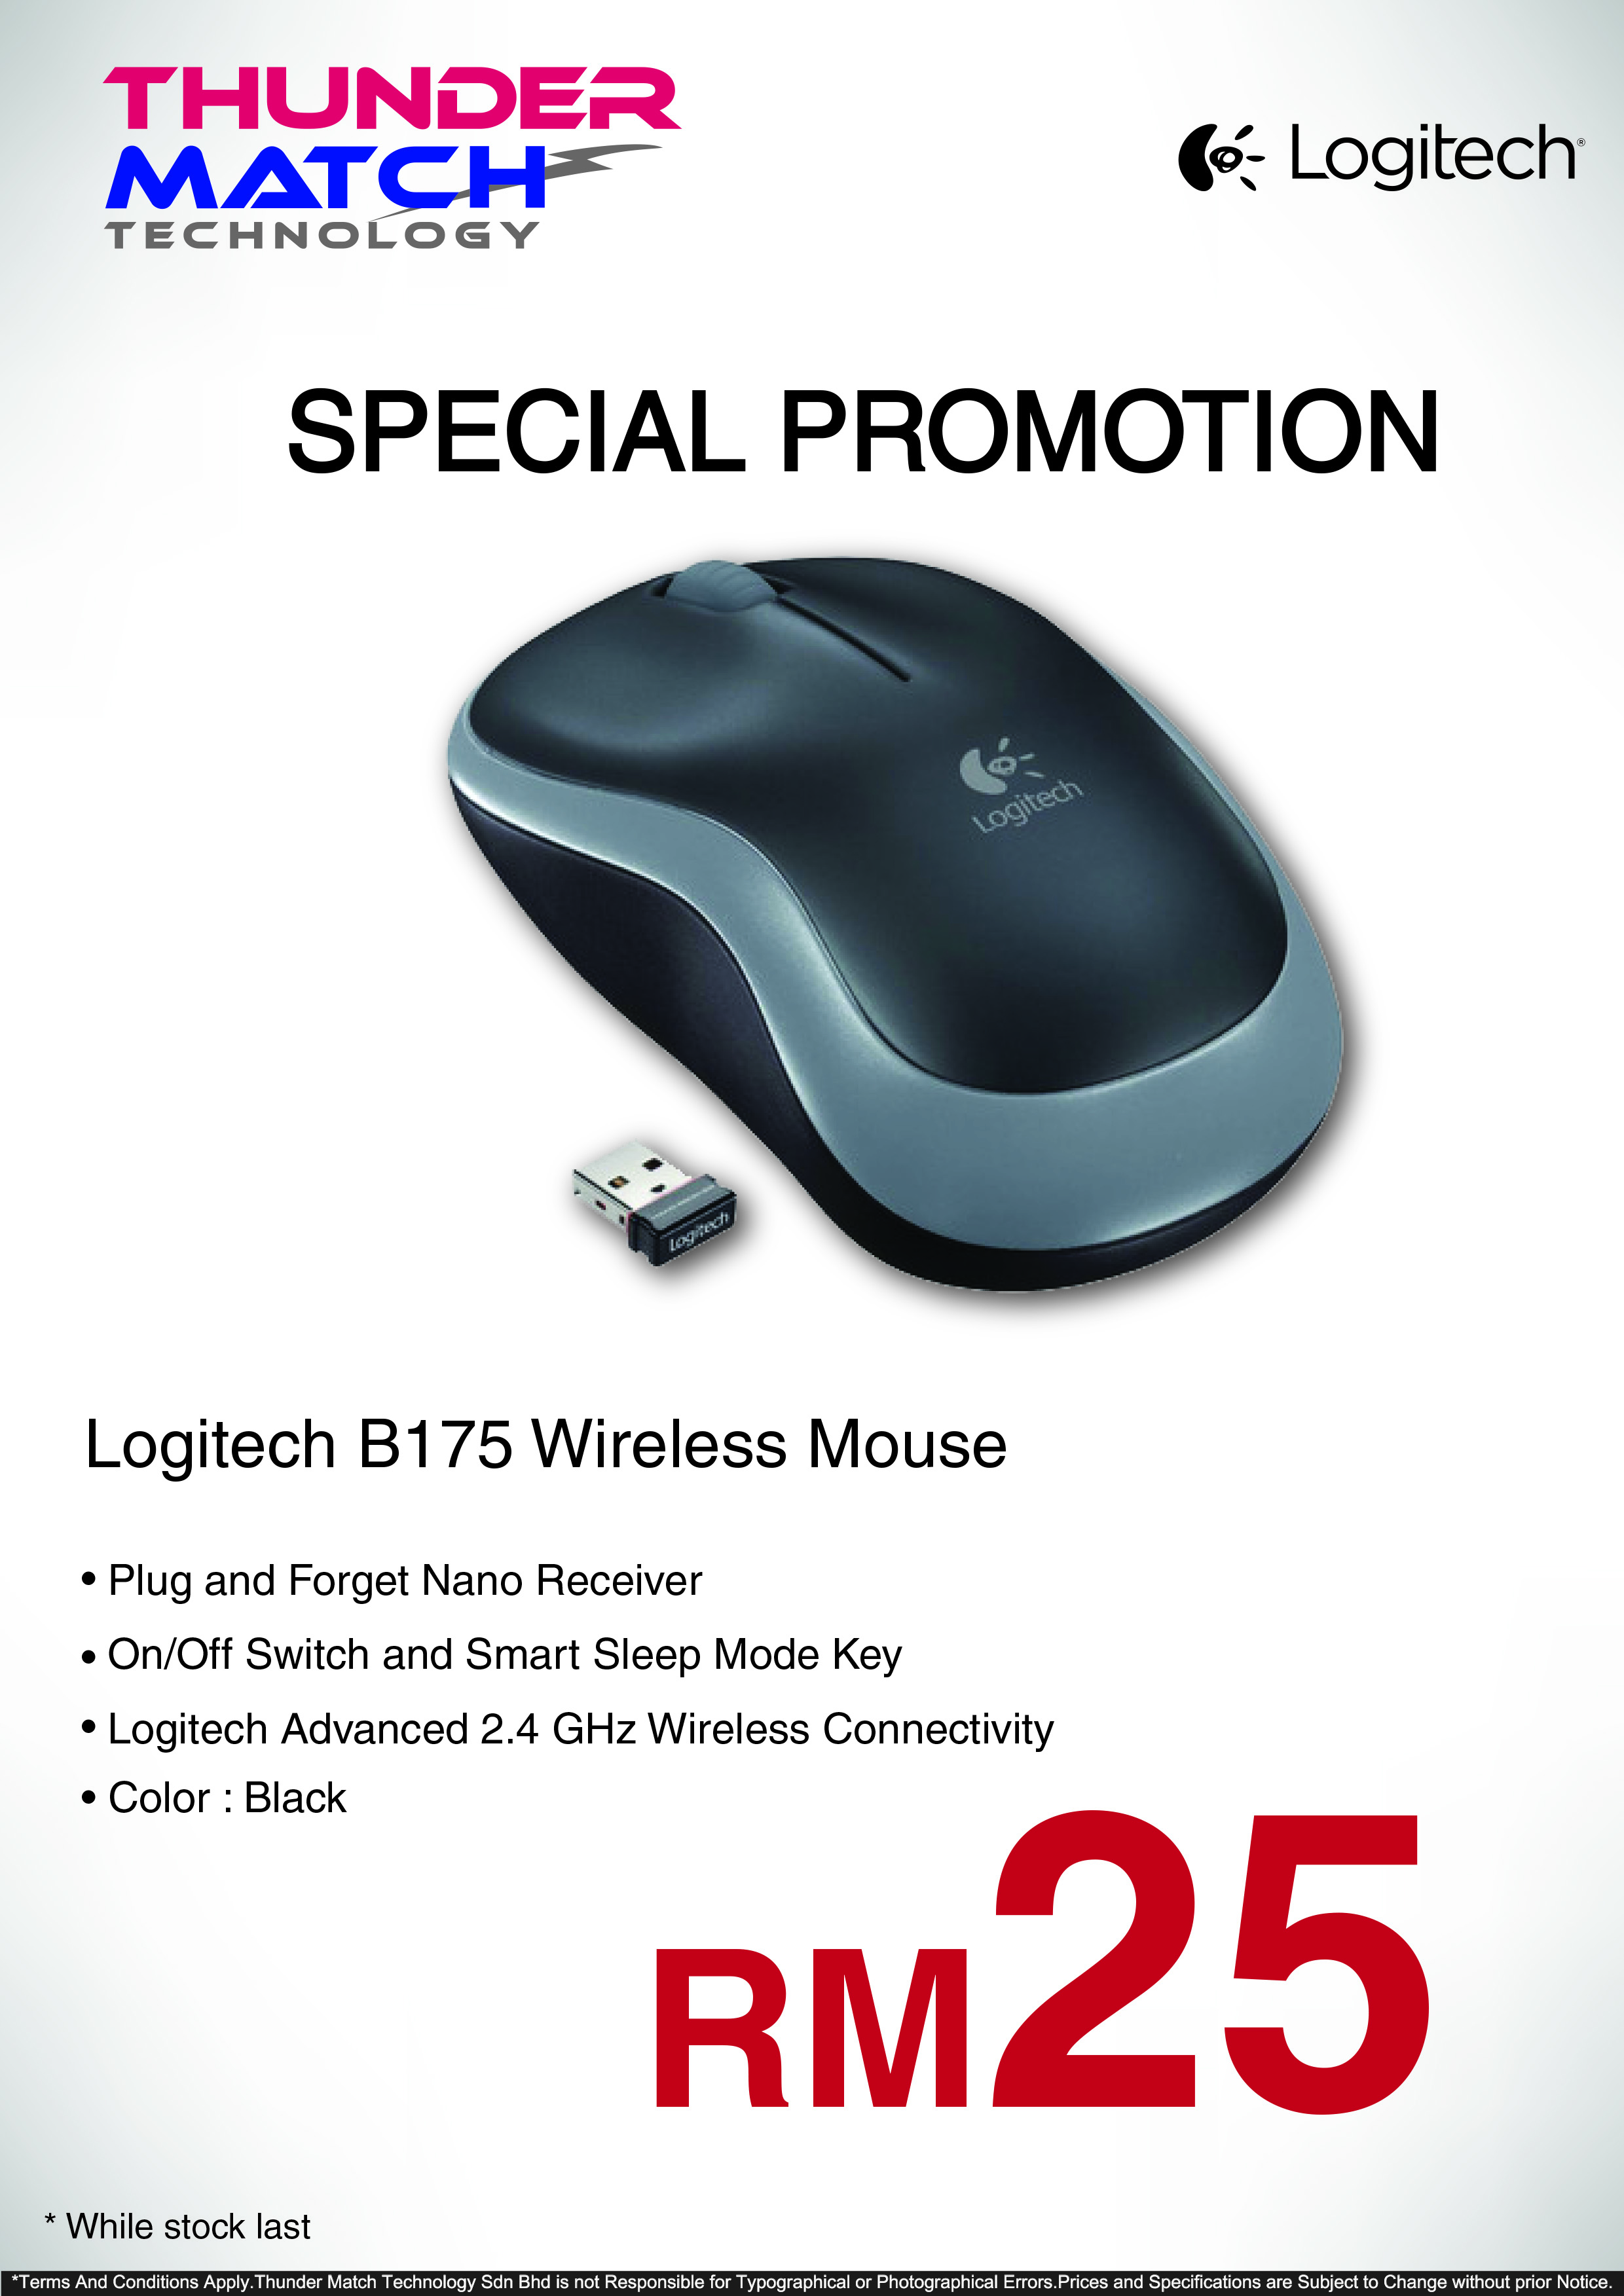 THUNDER
MATCH
TECHNOLOGY
Logitech®
SPECIAL PROMOTION
Logitech
Logitech
Logitech B175 Wireless Mouse
• Plug and Forget Nano Receiver
• On/Off Switch and Smart Sleep Mode Key
• Logitech Advanced 2.4 GHz Wireless Connectivity
• Color : Black
RM25
* While stock last
*Terms And Conditions Apply.Thunder Match Technology Sdn Bhd is not Responsible for Typographical or Photographical Errors.Prices and Specifications are Subject to Change without prior Notice.